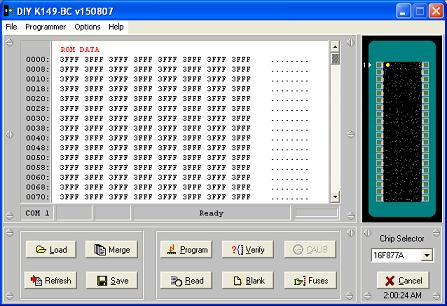 DIY K149-BC v150807
File Programmer Options Help
ROM DATA
0000: 3FFF 3FFF 3FFF 3FFF 3FFF 3FFF 3FFF 3FFF ........
0008: 3FFF 3FFF 3FFF 3FFF 3FFF 3FFF 3FFF 3FFF ........
0010: 3FFF 3FFF 3FFF 3FFF 3FFF 3FFF 3FFF 3FFF ........
0018: 3FFF 3FFF 3FFF 3FFF 3FFF 3FFF 3FFF 3FFF ........
0020: 3FFF 3FFF 3FFF 3FFF 3FFF 3FFF 3FFF 3FFF ........
0028: 3FFF 3FFF 3FFF 3FFF 3FFF 3FFF 3FFF 3FFF ........
0030: 3FFF 3FFF 3FFF 3FFF 3FFF 3FFF 3FFF 3FFF ........
0038: 3FFF 3FFF 3FFF 3FFF 3FFF 3FFF 3FFF 3FFF ........
0040: 3FFF 3FFF 3FFF 3FFF 3FFF 3FFF 3FFF 3FFF ........
0048: 3FFF 3FFF 3FFF 3FFF 3FFF 3FFF 3FFF 3FFF ........
0050: 3FFF 3FFF 3FFF 3FFF 3FFF 3FFF 3FFF 3FFF ........
0058: 3FFF 3FFF 3FFF 3FFF 3FFF 3FFF 3FFF 3FFF ........
0060: 3FFF 3FFF 3FFF 3FFF 3FFF 3FFF 3FFF 3FFF ........
0068: 3FFF 3FFF 3FFF 3FFF 3FFF 3FFF 3FFF 3FFF ........
0070: 3FFF 3FFF 3FFF 3FFF 3FFF 3FFF 3FFF 3FFF ........
COM 1 Ready
1
Load Merge Program Verify CALIB
Refresh Save Read Blank Fuses
Chip Selector
16F877A
Cancel
2:00:24 AM